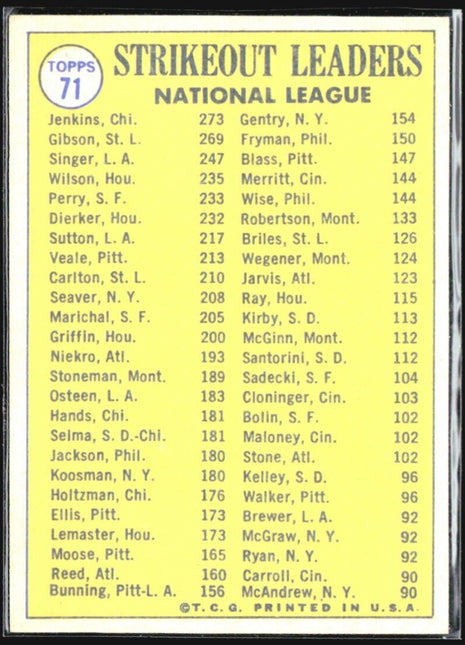 TOPPS
71
STRIKEOUT LEADERS
NATIONAL LEAGUE
Jenkins, Chi. 273
Gibson, St. L. 269
Singer, L. A. 247
Wilson, Hou. 235
Perry, S. F. 233
Dierker, Hou. 232
Sutton, L. A. 217
Veale, Pitt. 213
Carlton, St. L. 210
Seaver, N. Y. 208
Marichal, S. F. 205
Griffin, Hou. 200
Niekro, Atl. 193
Stoneman, Mont. 189
Osteen, L. A. 183
Hands, Chi. 181
Selma, S. D.-Chi. 181
Jackson, Phil. 180
Koosman, N. Y. 180
Holtzman, Chi. 176
Ellis, Pitt. 173
Lemaster, Hou. 173
Moose, Pitt. 165
Reed, Atl. 160
Bunning, Pitt-L. A. 156
Gentry, N. Y. 154
Fryman, Phil. 150
Blass, Pitt. 147
Merritt, Cin. 144
Wise, Phil. 144
Robertson, Mont. 133
Briles, St. L. 126
Wegener, Mont. 124
Jarvis, Atl. 123
Ray, Hou. 115
Kirby, S. D. 113
McGinn, Mont. 112
Santorini, S. D. 112
Sadecki, S. F. 104
Cloninger, Cin. 103
Bolin, S. F. 102
Maloney, Cin. 102
Stone, Atl. 102
Kelley, S. D. 96
Walker, Pitt. 96
Brewer, L. A. 92
McGraw, N. Y. 92
Ryan, N. Y. 92
Carroll, Cin. 90
McAndrew, N. Y. 90
©T. C. G. PRINTED IN U. S. A.